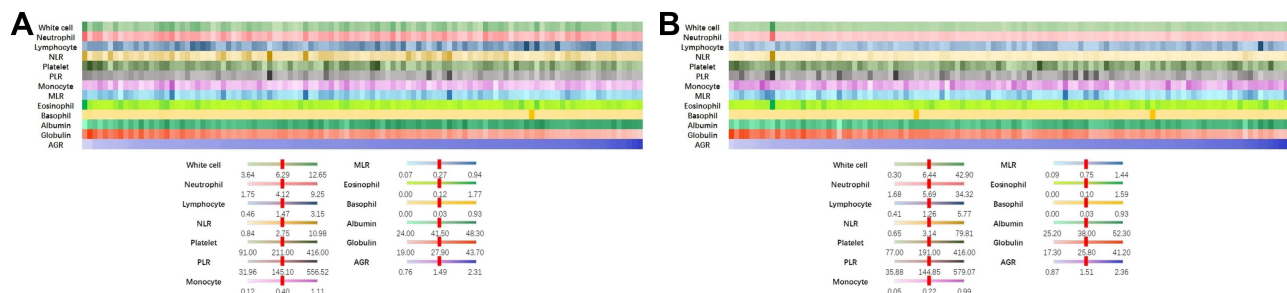 A
White cell
Neutrophil
Lymphocyte
NLR
Platelet
PLR
Monocyte
MLR
Eosinophil
Basophil
Albumin
Globulin
AGR
White cell
3.64 6.29 12.65
Neutrophil
1.75 4.12 9.25
Lymphocyte
0.46 1.47 3.15
NLR
0.84 2.75 10.98
Platelet
91.00 211.00 416.00
PLR
31.96 145.10 556.52
Monocyte
0.12 0.40 1.11
MLR
0.07 0.27 0.94
Eosinophil
0.00 0.12 1.77
Basophil
0.00 0.03 0.93
Albumin
24.00 41.50 48.30
Globulin
19.00 27.90 43.70
AGR
0.76 1.49 2.31
B
White cell
Neutrophil
Lymphocyte
NLR
Platelet
PLR
Monocyte
MLR
Eosinophil
Basophil
Albumin
Globulin
AGR
White cell
0.30 6.44 42.90
Neutrophil
1.68 5.69 34.32
Lymphocyte
0.41 1.26 5.77
NLR
0.65 3.14 79.81
Platelet
77.00 191.00 416.00
PLR
35.88 144.85 579.07
Monocyte
0.05 0.22 0.99
MLR
0.09 0.75 1.44
Eosinophil
0.00 0.10 1.59
Basophil
0.00 0.03 0.93
Albumin
25.20 38.00 52.30
Globulin
17.30 25.80 41.20
AGR
0.87 1.51 2.36